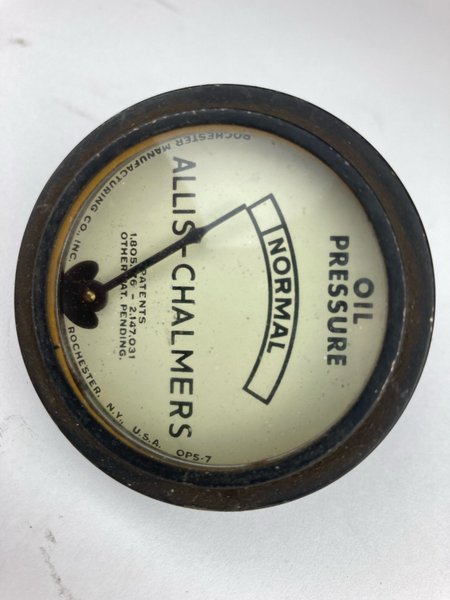 OIL
PRESSURE
NORMAL
ALLIS-CHALMERS
PATENTS
- 2,147,031
OTHER PAT. PENDING.
ROCHESTER MANUFACTURING CO., INC.
ROCHESTER, N.Y., U.S.A. OPS-7